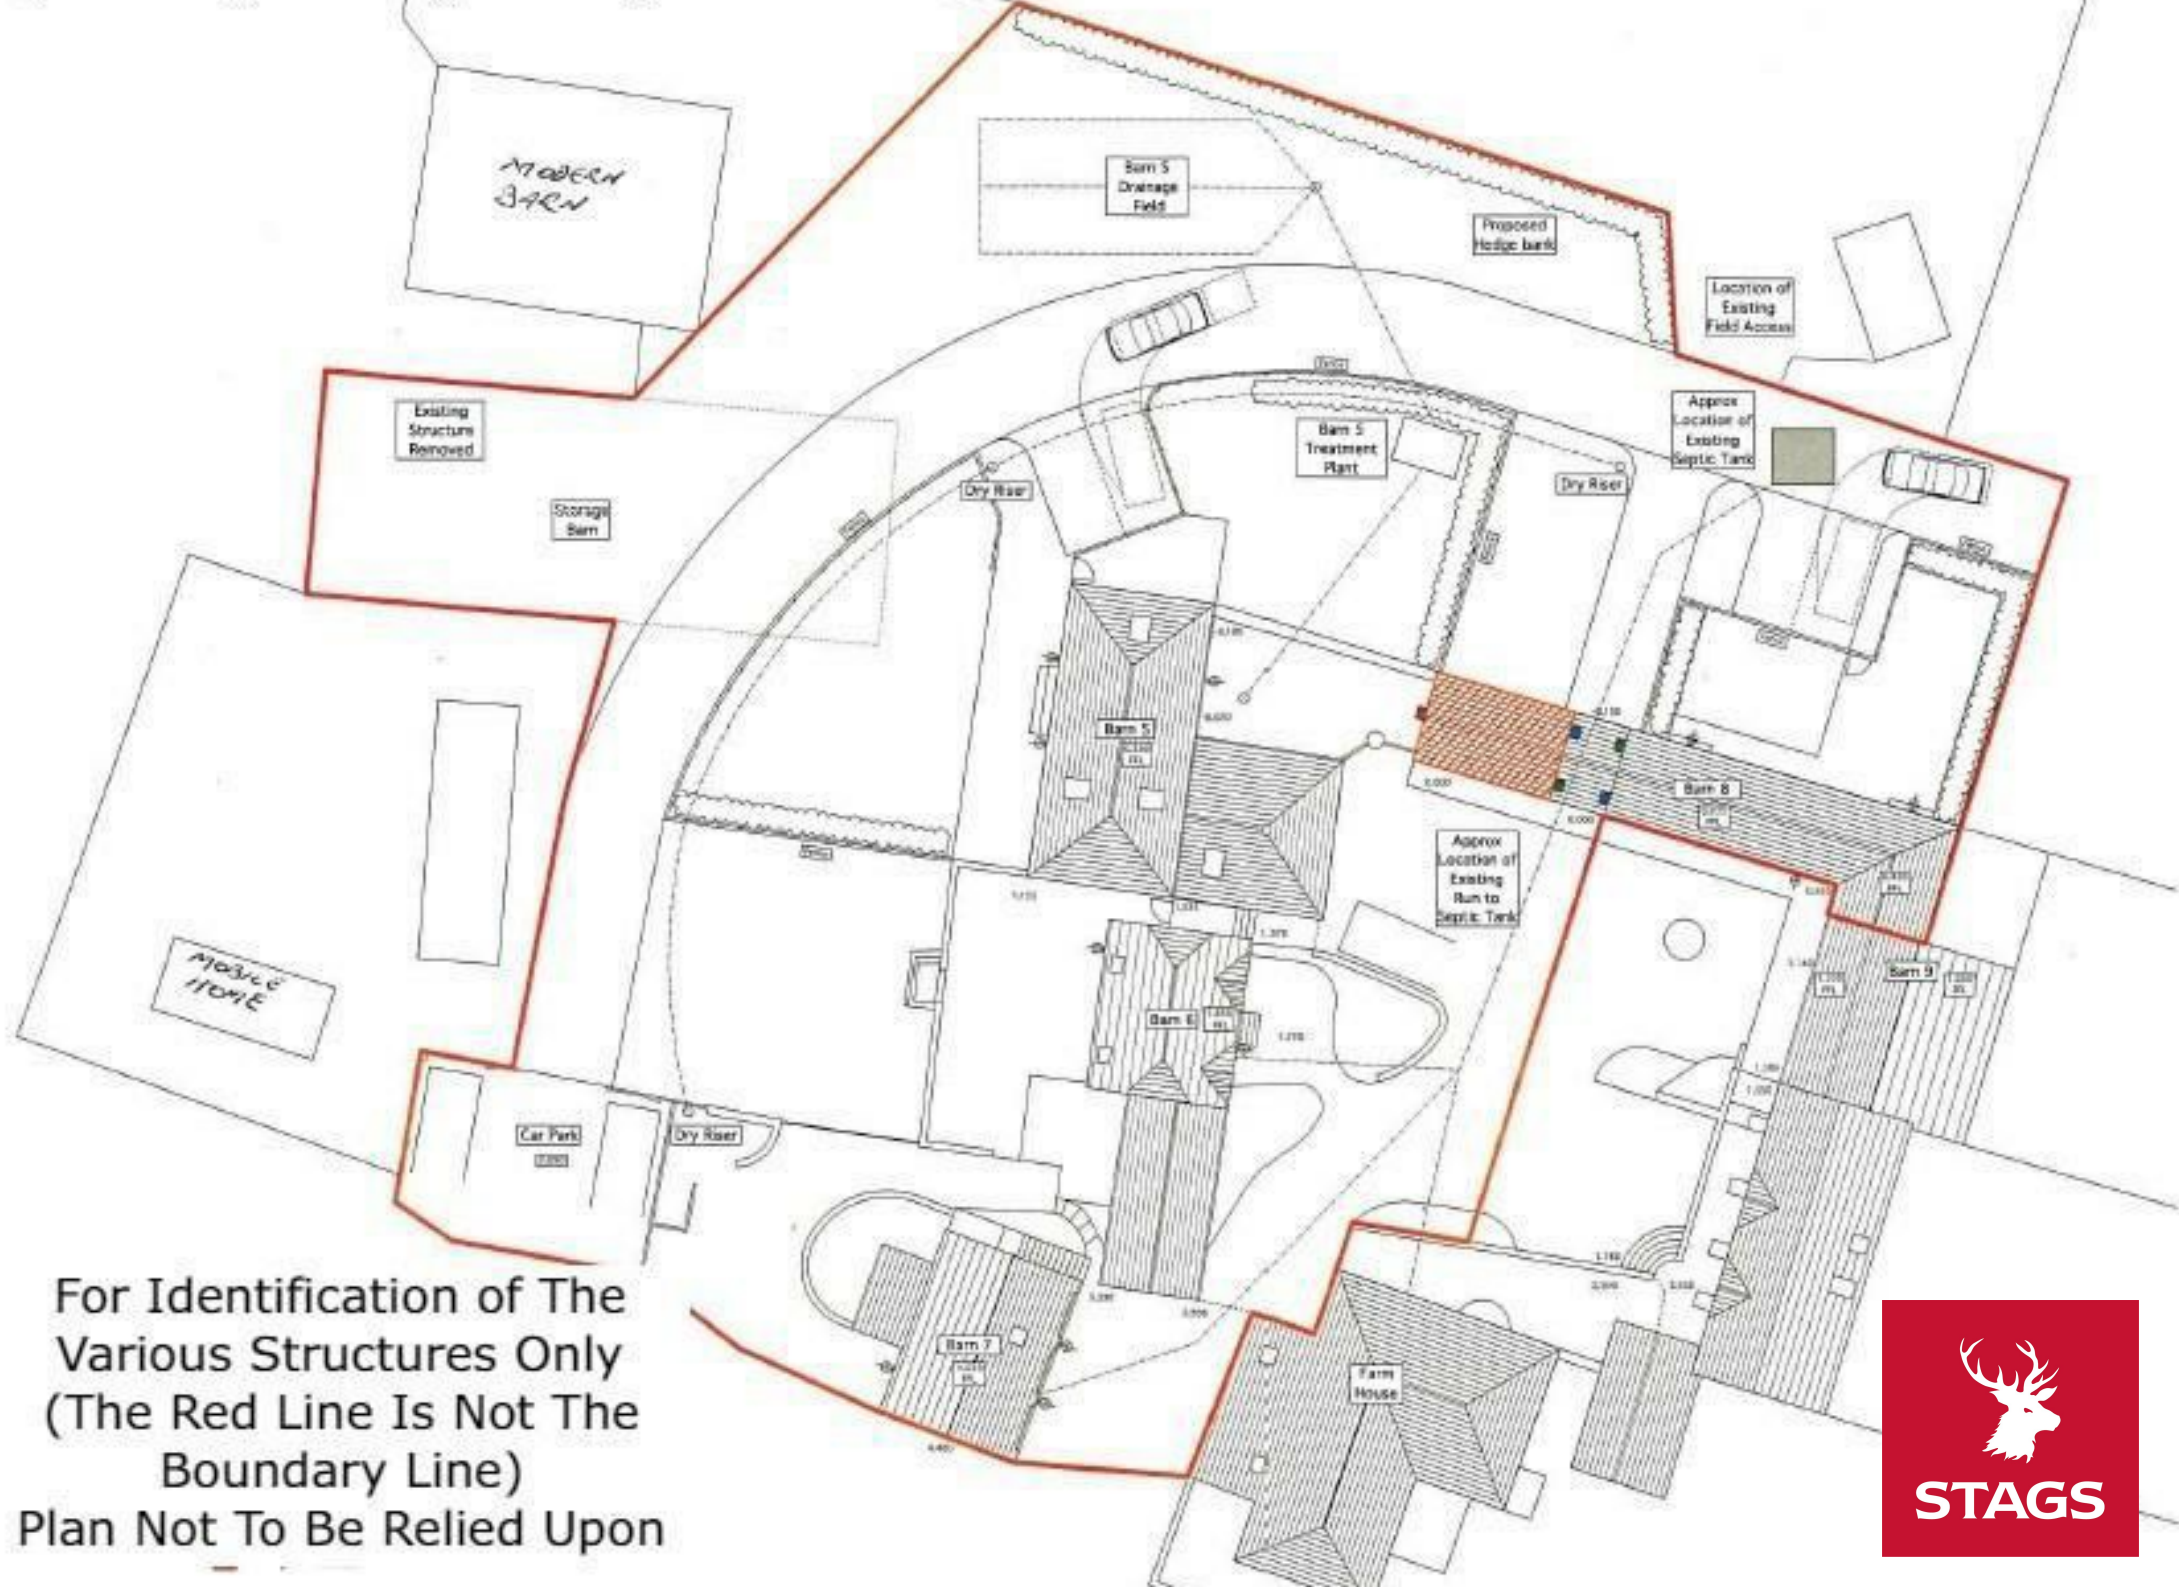 MODERN
BARN
Barn 5
Drainage
Field
Proposed
Hedge bank
Location of
Existing
Field Access
Existing
Structure
Removed
Storage
Barn
Dry Riser
Barn 5
Treatment
Plant
Dry Riser
Approx
Location of
Existing
Septic Tank
Barn 5
Barn 8
Approx
Location of
Existing
Run to
Septic Tank
Barn 9
Barn 6
MOBILE
HOME
Car Park
Dry Riser
Barn 7
Farm
House
For Identification of The
Various Structures Only
(The Red Line Is Not The
Boundary Line)
Plan Not To Be Relied Upon
STAGS